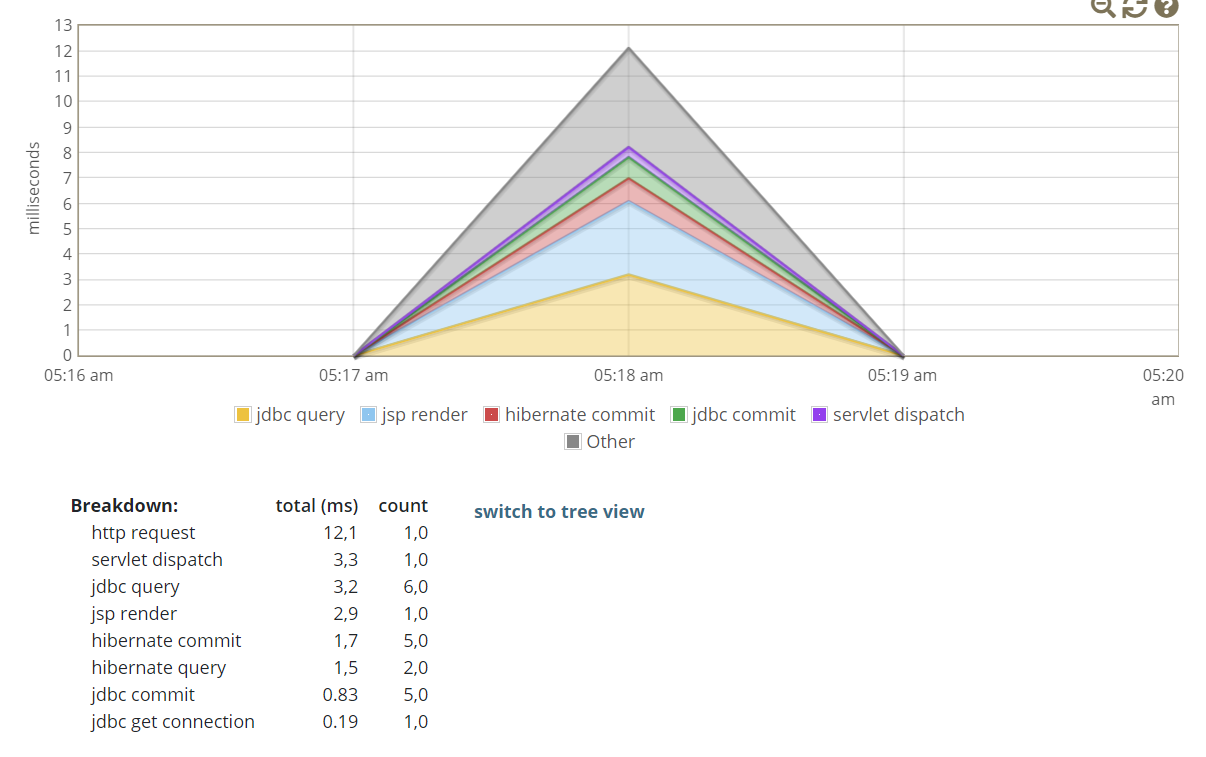 13
12
11
10
9
8
7
6
5
4
3
2
1
0
milliseconds
05:16 am 05:17 am 05:18 am 05:19 am 05:20 am
jdbc query jsp render hibernate commit jdbc commit servlet dispatch
Other
Breakdown: total (ms) count
switch to tree view
http request 12,1 1,0
servlet dispatch 3,3 1,0
jdbc query 3,2 6,0
jsp render 2,9 1,0
hibernate commit 1,7 5,0
hibernate query 1,5 2,0
jdbc commit 0.83 5,0
jdbc get connection 0.19 1,0